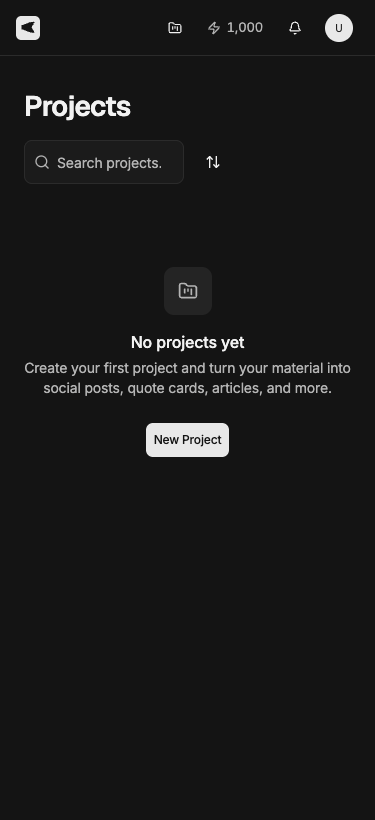 1,000
U
Projects
Search projects.
No projects yet
Create your first project and turn your material into
social posts, quote cards, articles, and more.
New Project